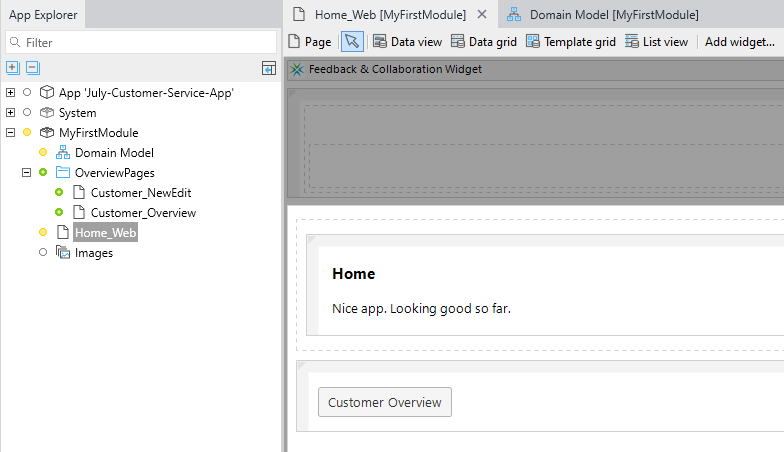 App Explorer
Home_Web [MyFirstModule]
Domain Model [MyFirstModule]
Filter
Page
Data view
Data grid
Template grid
List view
Add widget...
Feedback & Collaboration Widget
App 'July-Customer-Service-App'
System
MyFirstModule
Domain Model
OverviewPages
Customer_NewEdit
Customer_Overview
Home_Web
Images
Home
Nice app. Looking good so far.
Customer Overview